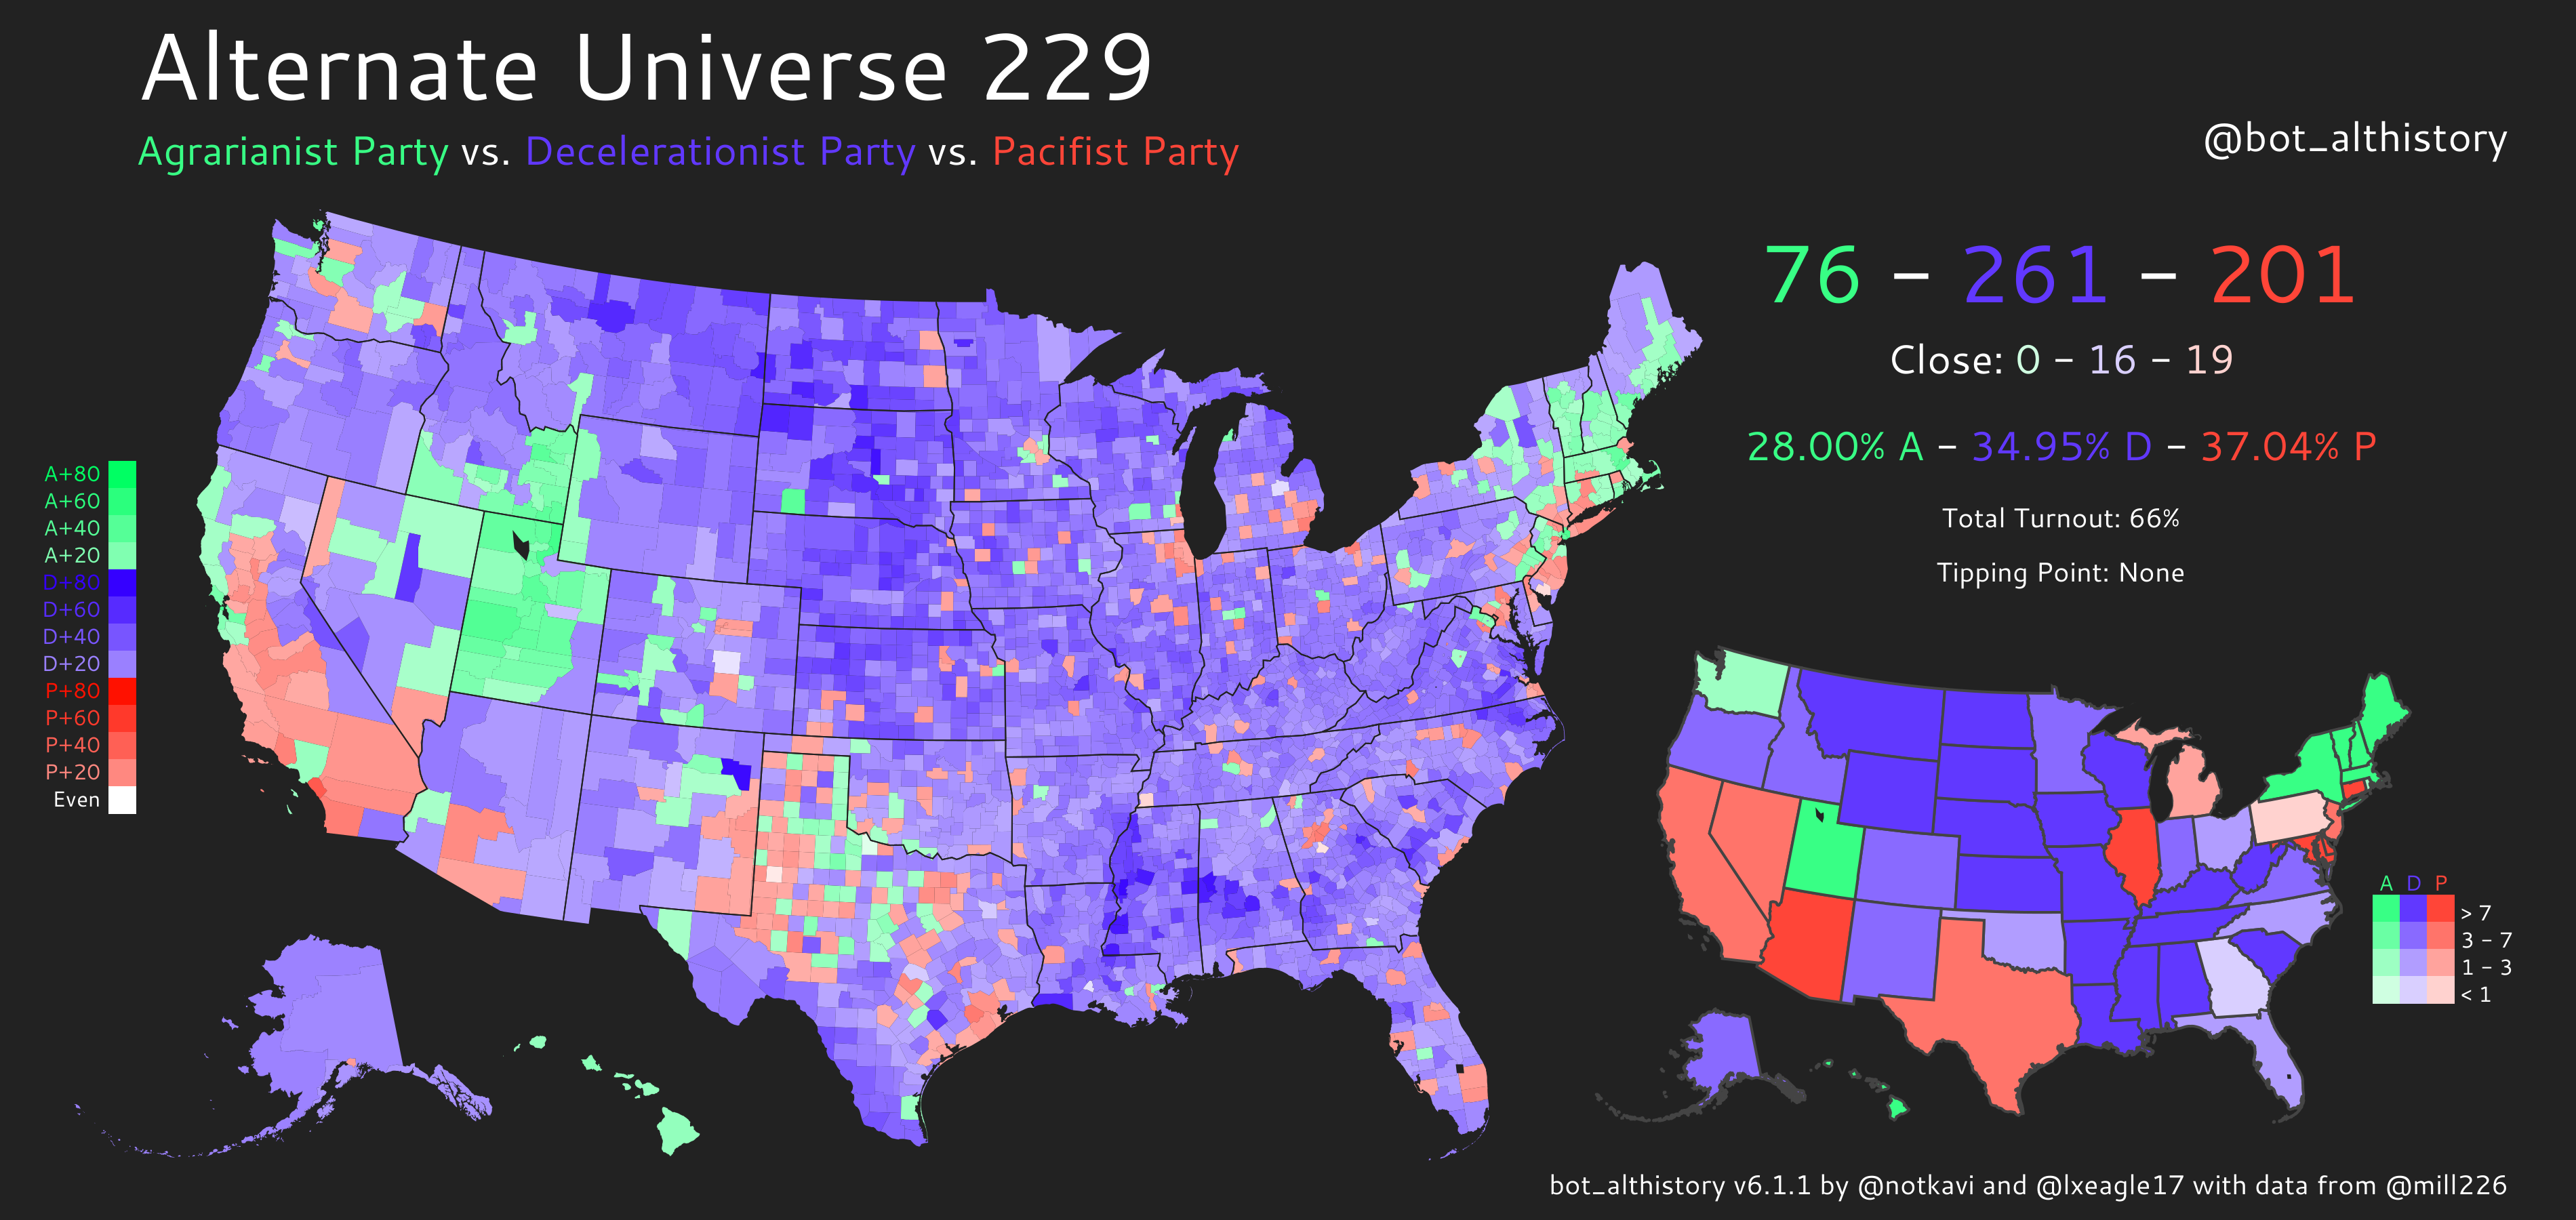 Alternate Universe 229
Agrarianist Party vs. Decelerationist Party vs. Pacifist Party
@bot_althistory
76 – 261 – 201
Close: 0 – 16 – 19
28.00% A – 34.95% D – 37.04% P
Total Turnout: 66%
Tipping Point: None
A+80
A+60
A+40
A+20
D+80
D+60
D+40
D+20
P+80
P+60
P+40
P+20
Even
A D P
> 7
3 – 7
1 – 3
< 1
bot_althistory v6.1.1 by @notkavi and @lxeagle17 with data from @mill226